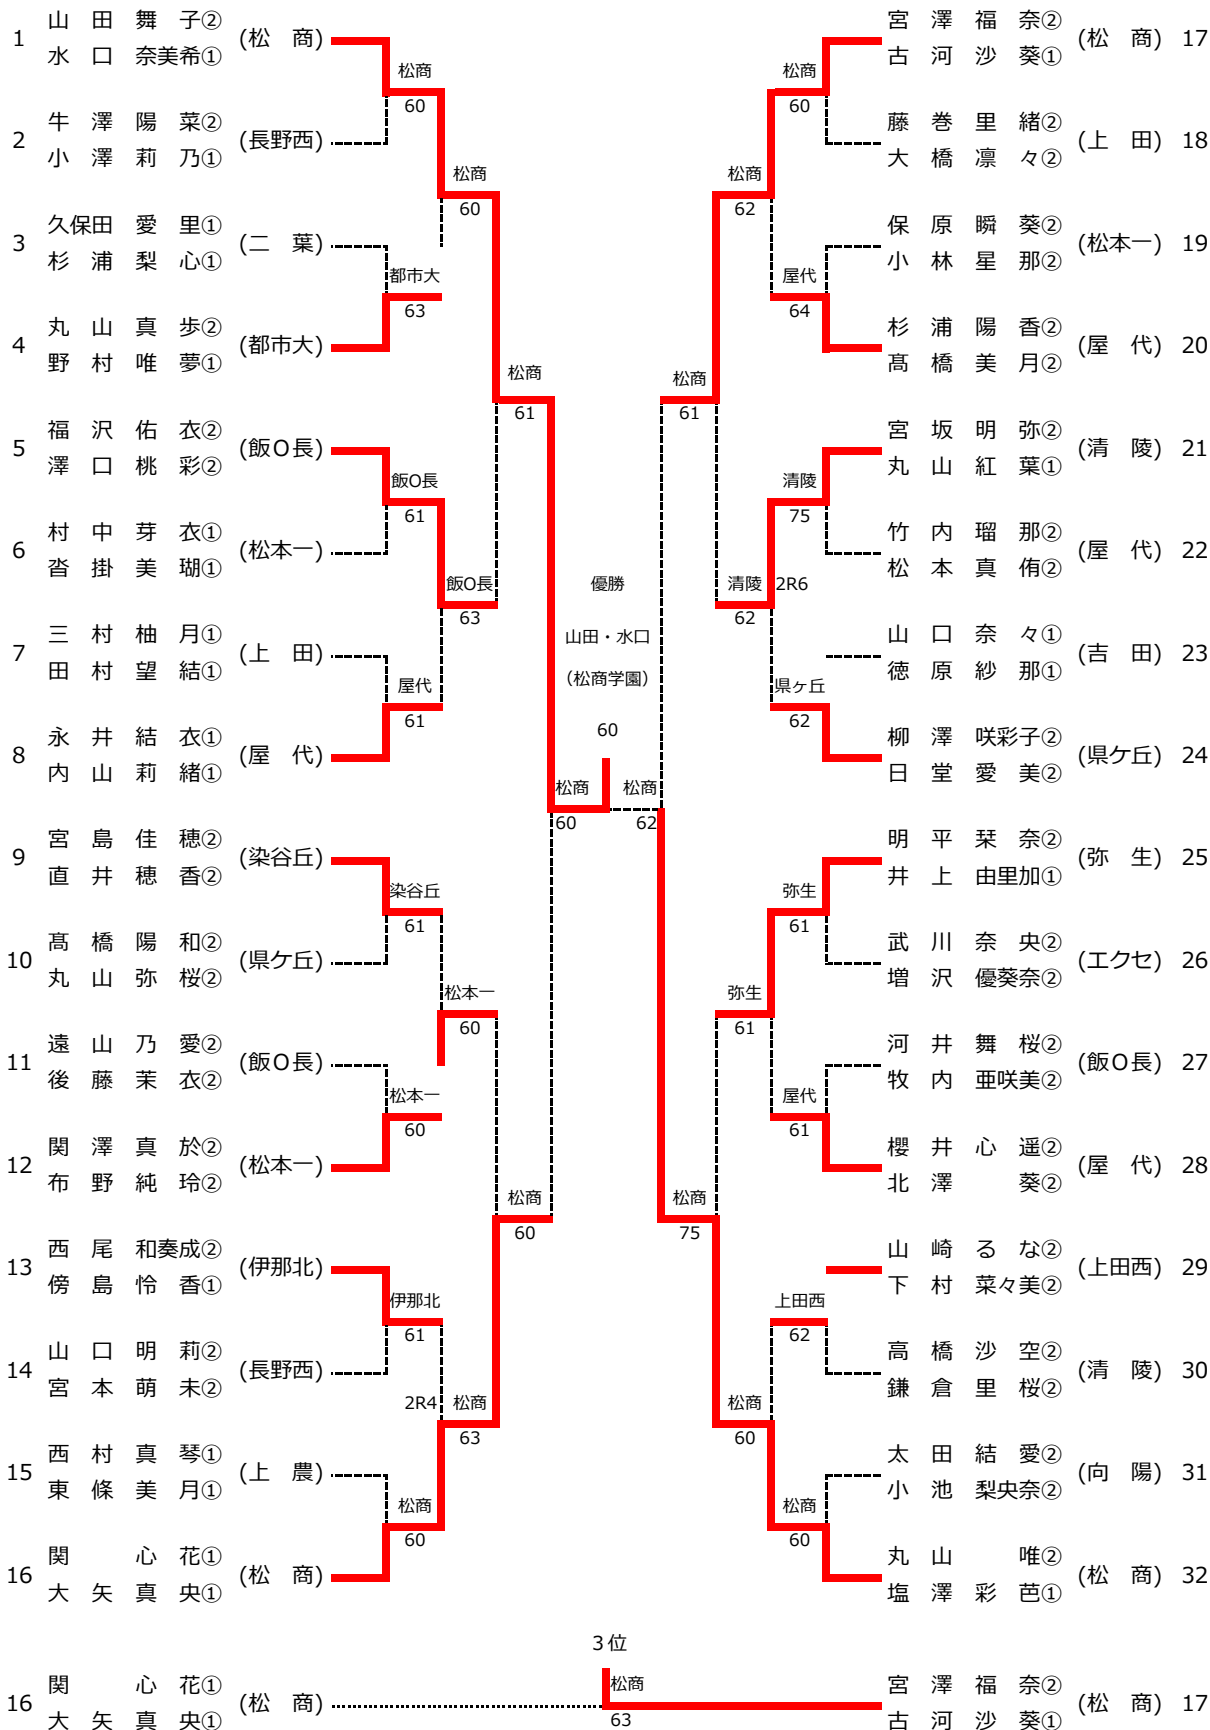 1 山田舞子② 水口奈美希① (松商)
松商
60
2 牛澤陽菜② 小澤莉乃① (長野西)
松商
60
3 久保田愛里① 杉浦梨心① (二葉)
都市大
63
4 丸山真歩② 野村唯夢① (都市大)
松商
61
5 福沢佑衣② 澤口桃彩② (飯O長)
飯O長
61
6 村中芽衣① 沓掛美瑚① (松本一)
飯O長
63
7 三村柚月① 田村望結① (上田)
屋代
61
8 永井結衣① 内山莉緒① (屋代)
松商
60
9 宮島佳穂② 直井穂香② (染谷丘)
染谷丘
61
10 髙橋陽和② 丸山弥桜② (県ケ丘)
松本一
60
11 遠山乃愛② 後藤茉衣② (飯O長)
松本一
60
12 関澤真於② 布野純玲② (松本一)
松商
60
13 西尾和奏成② 傍島怜香① (伊那北)
伊那北
61
14 山口明莉② 宮本萌未② (長野西)
2R4 松商
63
15 西村真琴① 東條美月① (上農)
松商
60
16 関心花① 大矢真央① (松商)
優勝
山田・水口
（松商学園）
60
宮澤福奈② 古河沙葵① (松商) 17
松商
60
藤巻里緒② 大橋凛々② (上田) 18
松商
62
保原瞬葵② 小林星那② (松本一) 19
屋代
64
杉浦陽香② 髙橋美月② (屋代) 20
松商
61
宮坂明弥② 丸山紅葉① (清陵) 21
清陵
75
竹内瑠那② 松本真侑② (屋代) 22
清陵 2R6
62
山口奈々① 徳原紗那① (吉田) 23
県ヶ丘
62
柳澤咲彩子② 日堂愛美② (県ケ丘) 24
松商
62
明平栞奈② 井上由里加① (弥生) 25
弥生
61
武川奈央② 増沢優葵奈② (エクセ) 26
弥生
61
河井舞桜② 牧内亜咲美② (飯O長) 27
屋代
61
櫻井心遥② 北澤葵② (屋代) 28
松商
75
山崎るな② 下村菜々美② (上田西) 29
上田西
62
高橋沙空② 鎌倉里桜② (清陵) 30
松商
60
太田結愛② 小池梨央奈② (向陽) 31
松商
60
丸山唯② 塩澤彩芭① (松商) 32
３位
16 関心花① 大矢真央① (松商)
松商
63
宮澤福奈② 古河沙葵① (松商) 17